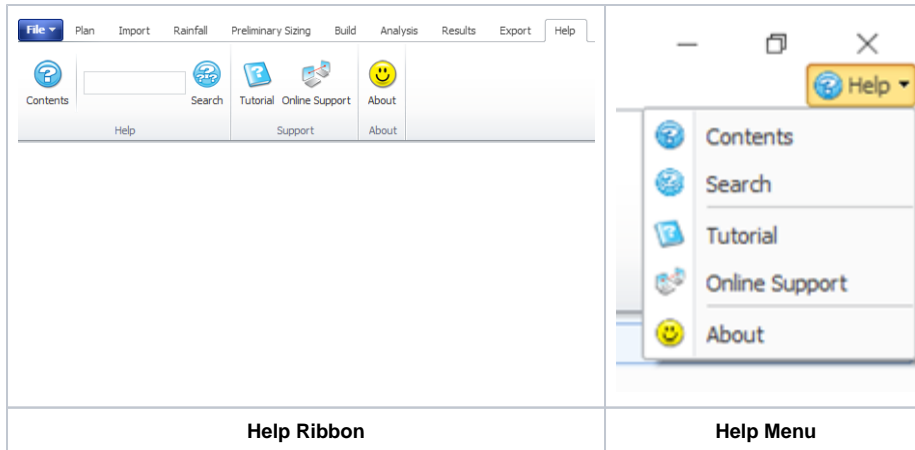 File Plan Import Rainfall Preliminary Sizing Build Analysis Results Export Help
Contents Search Tutorial Online Support About
Help Support About
Help
Contents
Search
Tutorial
Online Support
About
Help Ribbon Help Menu